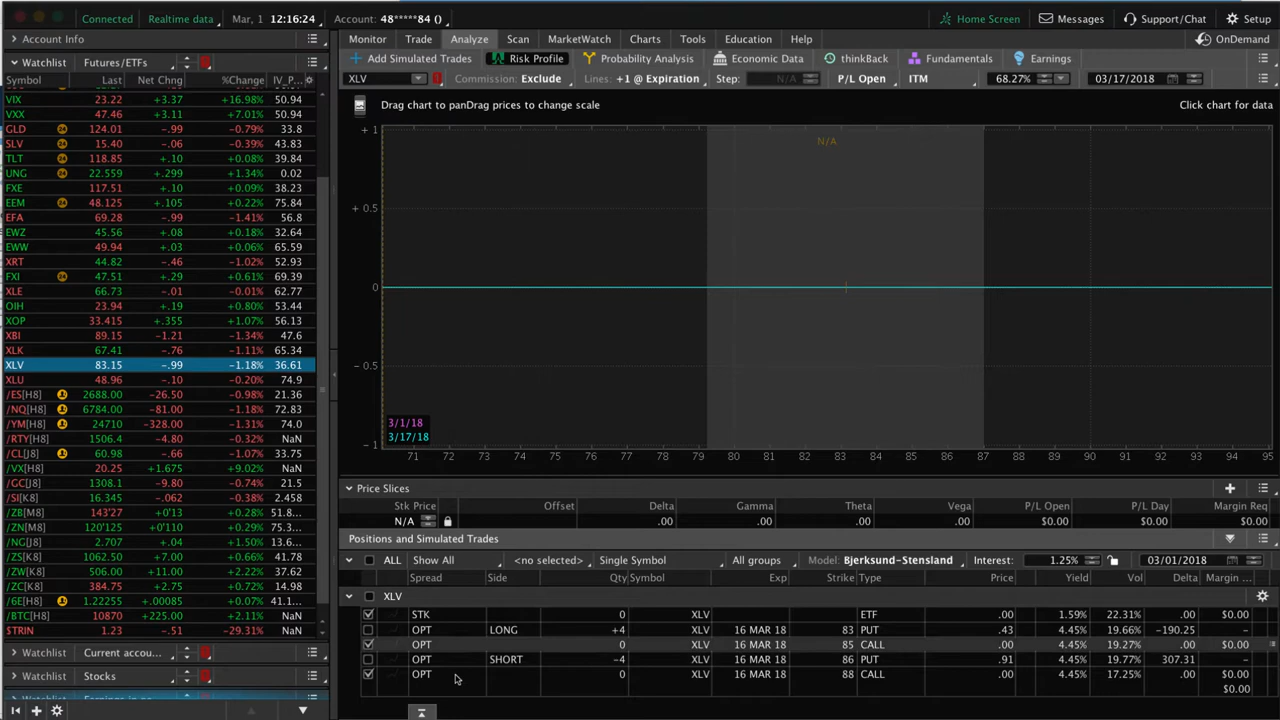 Connected Realtime data Mar, 1 12:16:24 Account: 48*****84 () Home Screen Messages Support/Chat Setup
Account Info Monitor Trade Analyze Scan MarketWatch Charts Tools Education Help OnDemand
Watchlist Futures/ETFs Add Simulated Trades Risk Profile Probability Analysis Economic Data thinkBack Fundamentals Earnings
Symbol Last Net Chng %Change IV_P... XLV Commission: Exclude Lines: +1 @ Expiration Step: N/A P/L Open ITM 68.27% 03/17/2018
VIX 23.22 +3.37 +16.98% 50.94
Drag chart to panDrag prices to change scale Click chart for data
VXX 47.46 +3.11 +7.01% 50.94
GLD 124.01 -.99 -0.79% 33.8
SLV 15.40 -.06 -0.39% 43.83
TLT 118.85 +.10 +0.08% 39.84
UNG 22.559 +.299 +1.34% 0.02
FXE 117.51 +.10 +0.09% 38.23
EEM 48.125 +.105 +0.22% 75.84
EFA 69.28 -.99 -1.41% 56.8
EWZ 45.56 +.08 +0.18% 32.64
EWW 49.94 +.03 +0.06% 65.59
XRT 44.82 -.46 -1.02% 52.93
FXI 47.51 +.29 +0.61% 69.39
XLE 66.73 -.01 -0.01% 62.77
OIH 23.94 +.19 +0.80% 53.44
XOP 33.415 +.355 +1.07% 56.13
XBI 89.15 -1.21 -1.34% 47.6
XLK 67.41 -.76 -1.11% 65.34
XLV 83.15 -.99 -1.18% 36.61
XLU 48.96 -.10 -0.20% 74.9
/ES[H8] 2688.00 -26.50 -0.98% 21.36
/NQ[H8] 6784.00 -81.00 -1.18% 72.83
/YM[H8] 24710 -328.00 -1.31% 74.0
/RTY[H8] 1506.4 -4.80 -0.32% NaN
/CL[J8] 60.98 -.66 -1.07% 33.75
/VX[H8] 20.25 +1.675 +9.02% NaN
/GC[J8] 1308.1 -9.80 -0.74% 21.5
/SI[K8] 16.345 -.062 -0.38% 2.458
/ZB[M8] 143'27 +0'13 +0.28% 51.8...
/ZN[M8] 120'125 +0'110 +0.29% 75.3...
/NG[J8] 2.707 +.04 +1.50% 13.6...
/ZS[K8] 1062.50 +7.00 +0.66% 41.78
/ZW[K8] 506.00 +11.00 +2.22% 37.62
/ZC[K8] 384.75 +2.75 +0.72% 14.98
/6E[H8] 1.22255 +.00085 +0.07% 41.1...
/BTC[H8] 10870 +225.00 +2.11% NaN
$TRIN 1.23 -.51 -29.31% NaN
Watchlist Current accou...
Watchlist Stocks
N/A
+ 1
+ 0.5
0
- 0.5
- 1
3/1/18
3/17/18
71 72 73 74 75 76 77 78 79 80 81 82 83 84 85 86 87 88 89 90 91 92 93 94 95
Price Slices
Stk Price Offset Delta Gamma Theta Vega P/L Open P/L Day Margin Req
N/A .00 .00 .00 .00 $0.00 $0.00 $0.00
Positions and Simulated Trades
ALL Show All <no selected> Single Symbol All groups Model: Bjerksund-Stensland Interest: 1.25% 03/01/2018
Spread Side Qty Symbol Exp Strike Type Price Yield Vol Delta Margin ...
XLV
STK 0 XLV ETF .00 1.59% 22.31% .00 $0.00
OPT LONG +4 XLV 16 MAR 18 83 PUT .43 4.45% 19.66% -190.25 -
OPT 0 XLV 16 MAR 18 85 CALL .00 4.45% 19.27% .00 $0.00
OPT SHORT -4 XLV 16 MAR 18 86 PUT .91 4.45% 19.77% 307.31 -
OPT 0 XLV 16 MAR 18 88 CALL .00 4.45% 17.25% .00 $0.00
$0.00